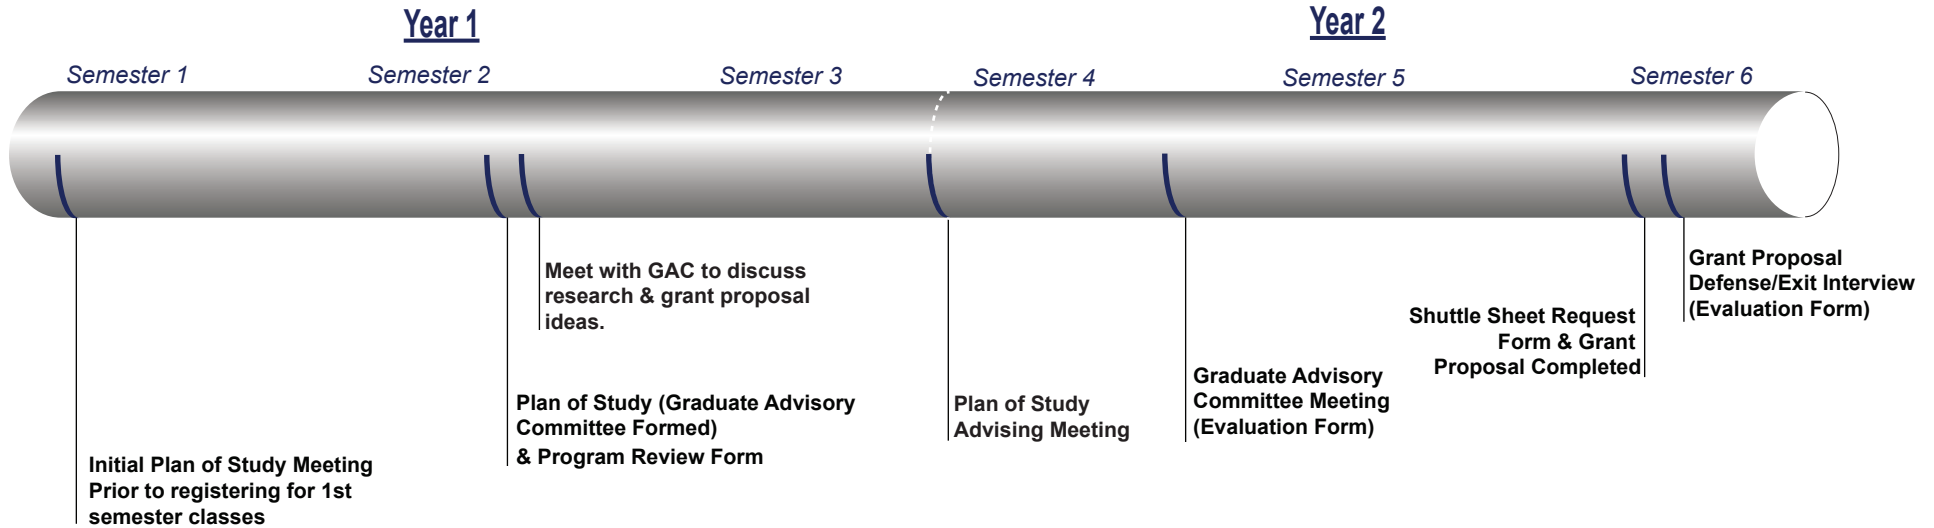 Year 1
Year 2
Semester 1
Semester 2
Semester 3
Semester 4
Semester 5
Semester 6
Initial Plan of Study Meeting
Prior to registering for 1st
semester classes
Plan of Study (Graduate Advisory
Committee Formed)
& Program Review Form
Meet with GAC to discuss
research & grant proposal
ideas.
Plan of Study
Advising Meeting
Graduate Advisory
Committee Meeting
(Evaluation Form)
Shuttle Sheet Request
Form & Grant
Proposal Completed
Grant Proposal
Defense/Exit Interview
(Evaluation Form)